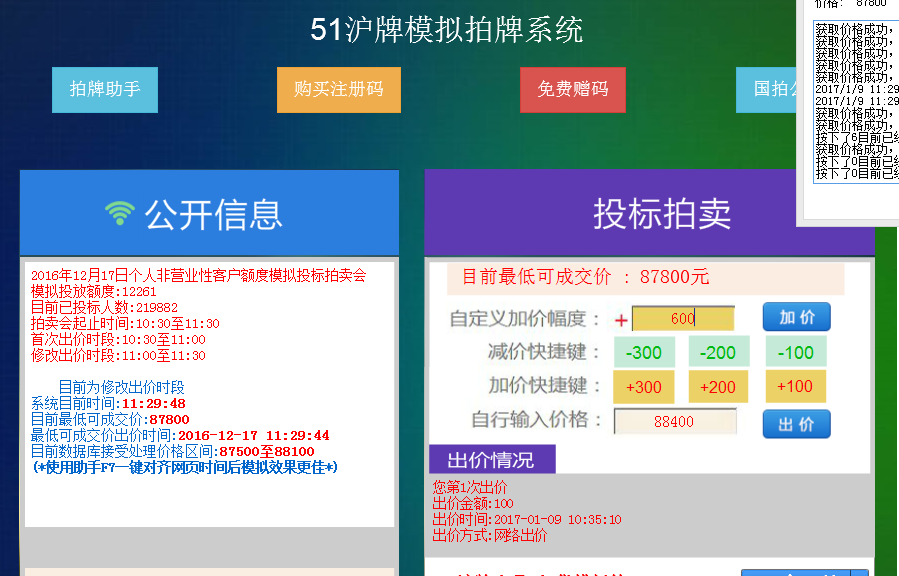 51沪牌模拟拍牌系统
价格: 87800
拍牌助手
购买注册码
免费赠码
国拍
获取价格成功，
获取价格成功，
获取价格成功，
获取价格成功，
获取价格成功，
2017/1/9 11:29
2017/1/9 11:29
获取价格成功，
获取价格成功，
按下了6目前已
获取价格成功，
按下了0目前已
按下了0目前已
公开信息
2016年12月17日个人非营业性客户额度模拟投标拍卖会
模拟投放额度:12261
目前已投标人数:219882
拍卖会起止时间:10:30至11:30
首次出价时段:10:30至11:00
修改出价时段:11:00至11:30
目前为修改出价时段
系统目前时间:11:29:48
目前最低可成交价:87800
最低可成交价出价时间:2016-12-17 11:29:44
目前数据库接受处理价格区间:87500至88100
(*使用助手F7一键对齐网页时间后模拟效果更佳*)
投标拍卖
目前最低可成交价 : 87800元
自定义加价幅度： + 600 加 价
减价快捷键： -300 -200 -100
加价快捷键： +300 +200 +100
自行输入价格： 88400 出 价
出价情况
您第1次出价
出价金额:100
出价时间:2017-01-09 10:35:10
出价方式:网络出价